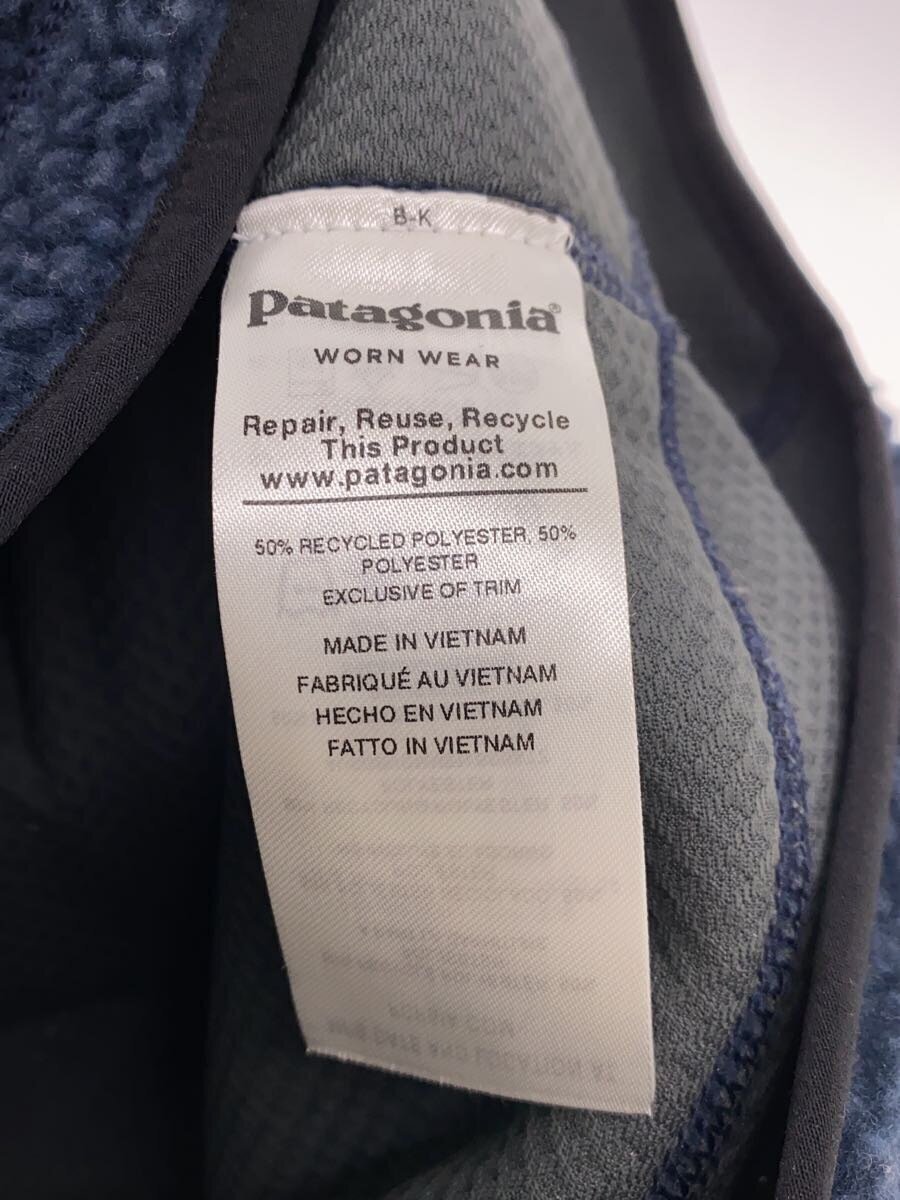 B-K
patagonia®
WORN WEAR
Repair, Reuse, Recycle
This Product
www.patagonia.com
50% RECYCLED POLYESTER, 50%
POLYESTER
EXCLUSIVE OF TRIM
MADE IN VIETNAM
FABRIQUÉ AU VIETNAM
HECHO EN VIETNAM
FATTO IN VIETNAM